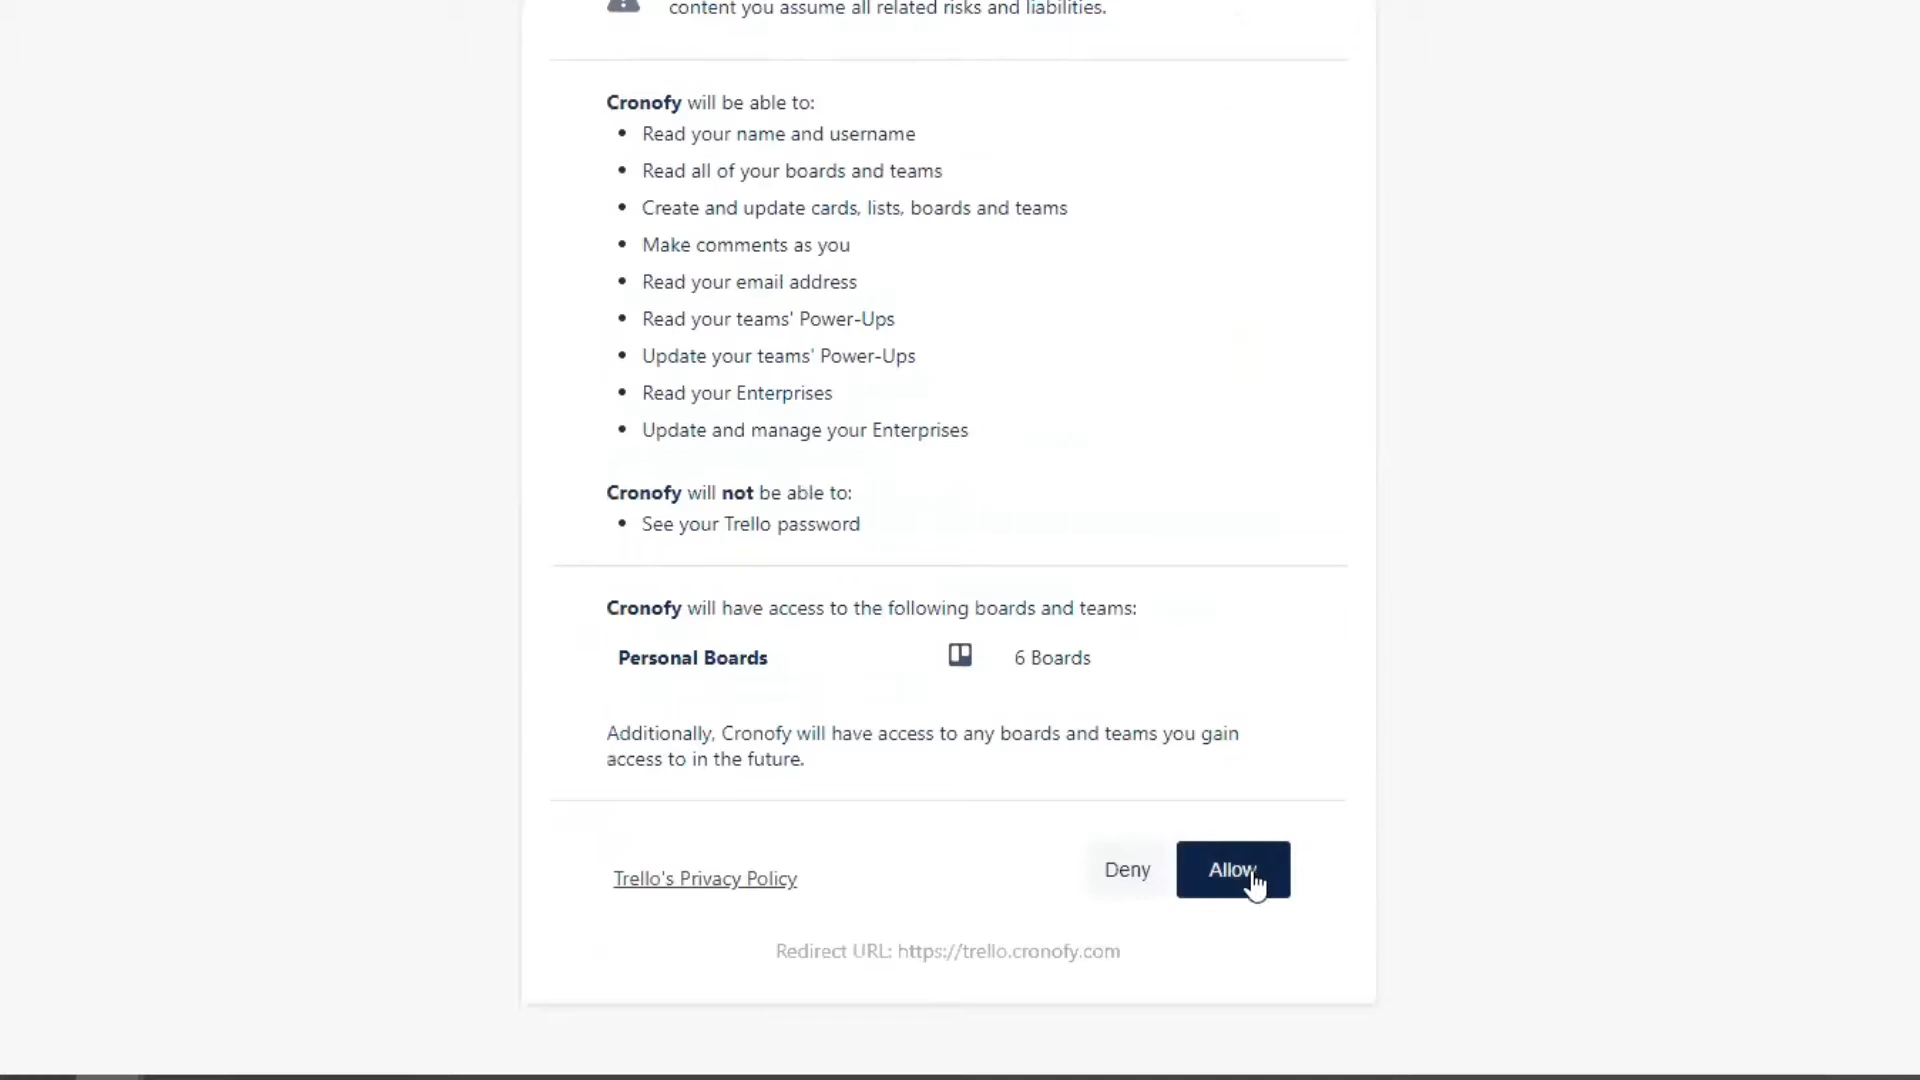 content you assume all related risks and liabilities.
Cronofy will be able to:
• Read your name and username
• Read all of your boards and teams
• Create and update cards, lists, boards and teams
• Make comments as you
• Read your email address
• Read your teams' Power-Ups
• Update your teams' Power-Ups
• Read your Enterprises
• Update and manage your Enterprises
Cronofy will not be able to:
• See your Trello password
Cronofy will have access to the following boards and teams:
Personal Boards 6 Boards
Additionally, Cronofy will have access to any boards and teams you gain
access to in the future.
Trello's Privacy Policy Deny Allow
Redirect URL: https://trello.cronofy.com